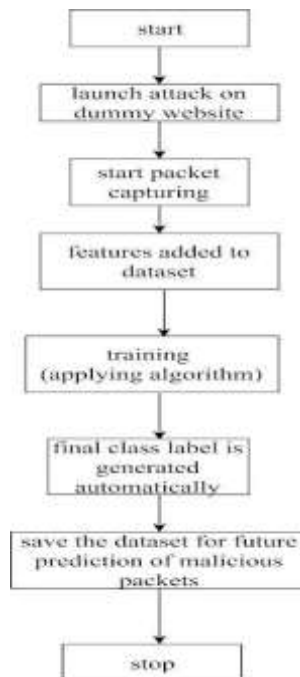 start
launch attack on
dummy website
start packet
capturing
features added to
dataset
training
(applying algorithm)
final class label is
generated
automatically
save the dataset for future
prediction of malicious
packets
stop